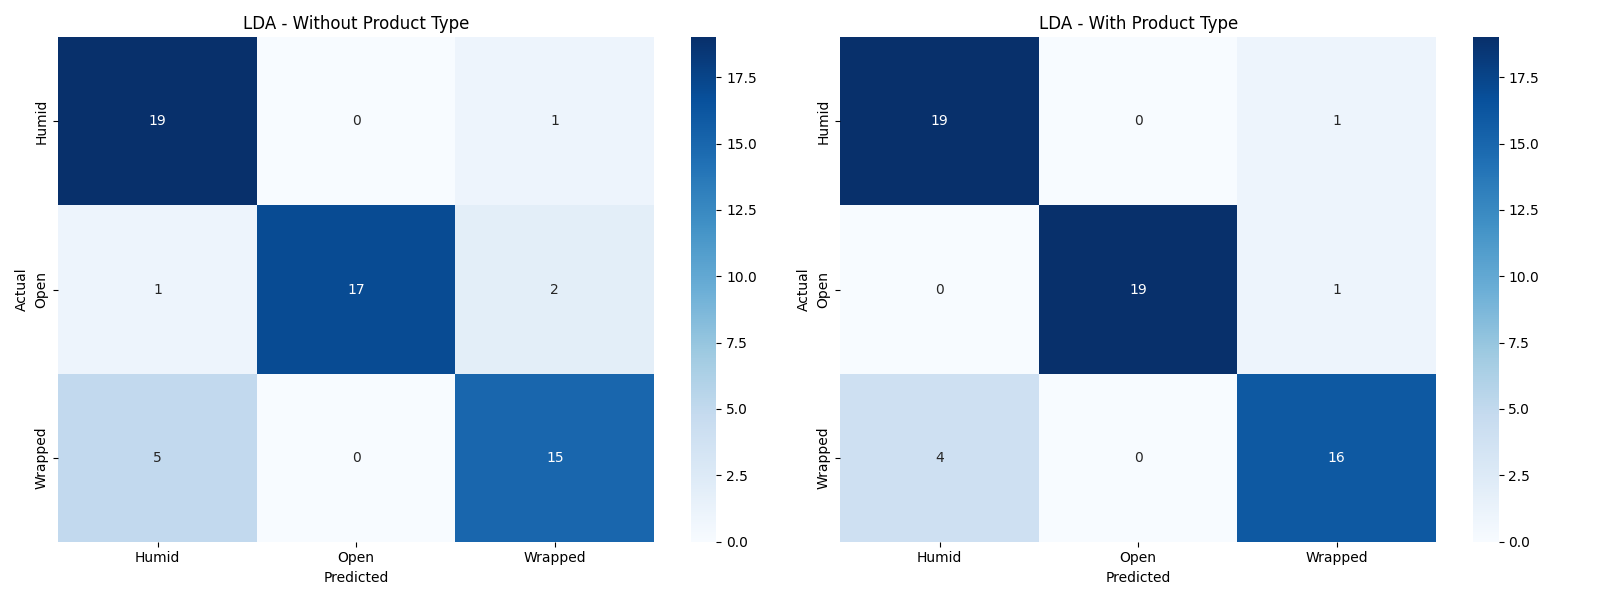 LDA - Without Product Type
Humid
Open
Wrapped
Actual
19 0 1
1 17 2
5 0 15
Humid Open Wrapped
Predicted
17.5
15.0
12.5
10.0
7.5
5.0
2.5
0.0
LDA - With Product Type
Humid
Open
Wrapped
Actual
19 0 1
0 19 1
4 0 16
Humid Open Wrapped
Predicted
17.5
15.0
12.5
10.0
7.5
5.0
2.5
0.0